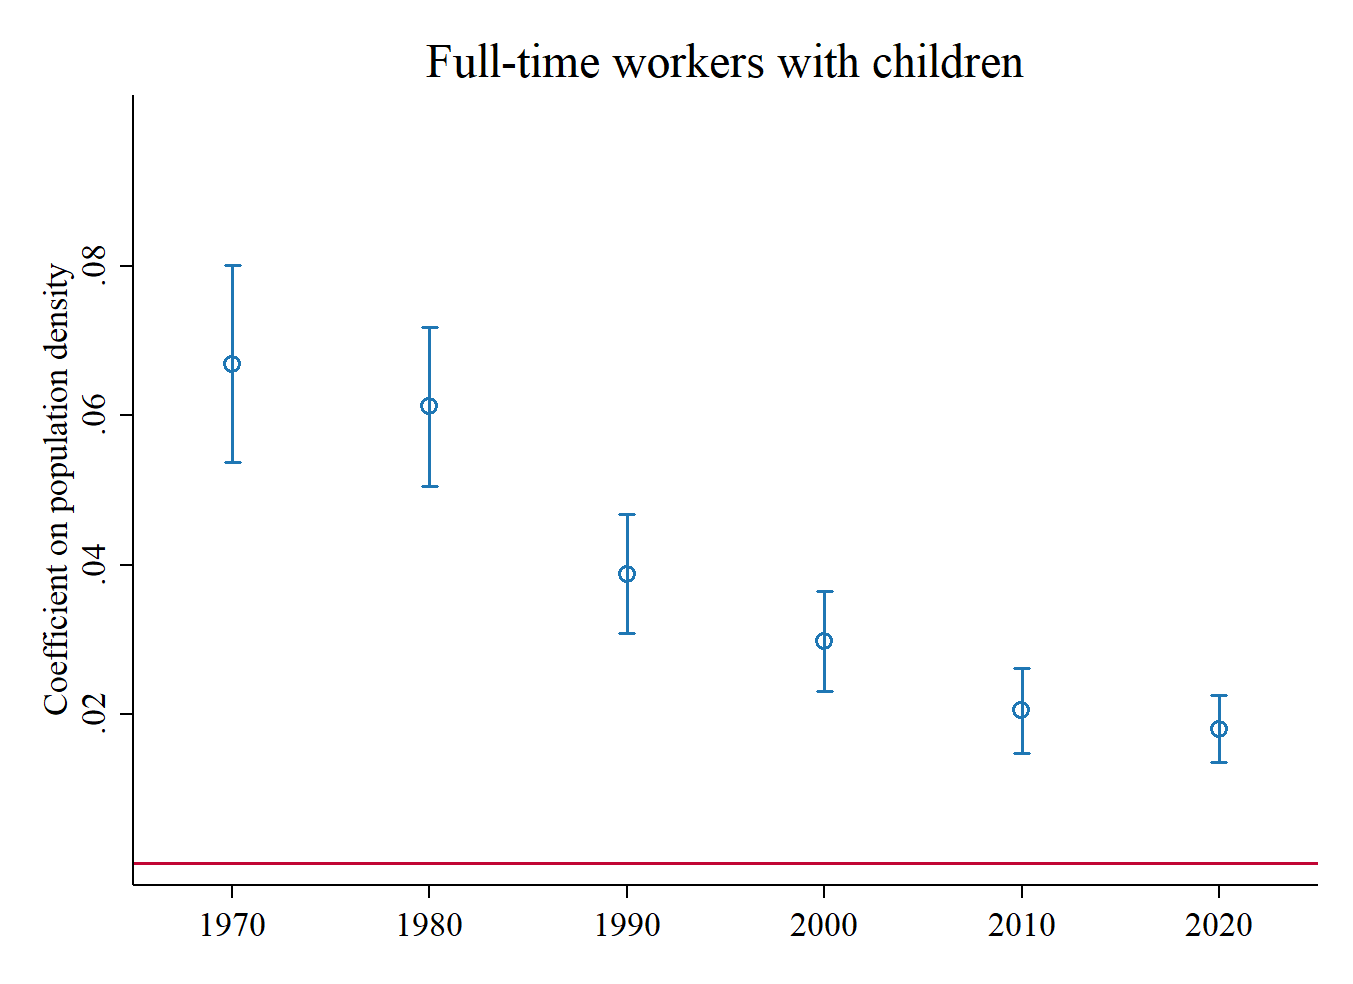 Full-time workers with children
Coefficient on population density
.08
.06
.04
.02
1970 1980 1990 2000 2010 2020